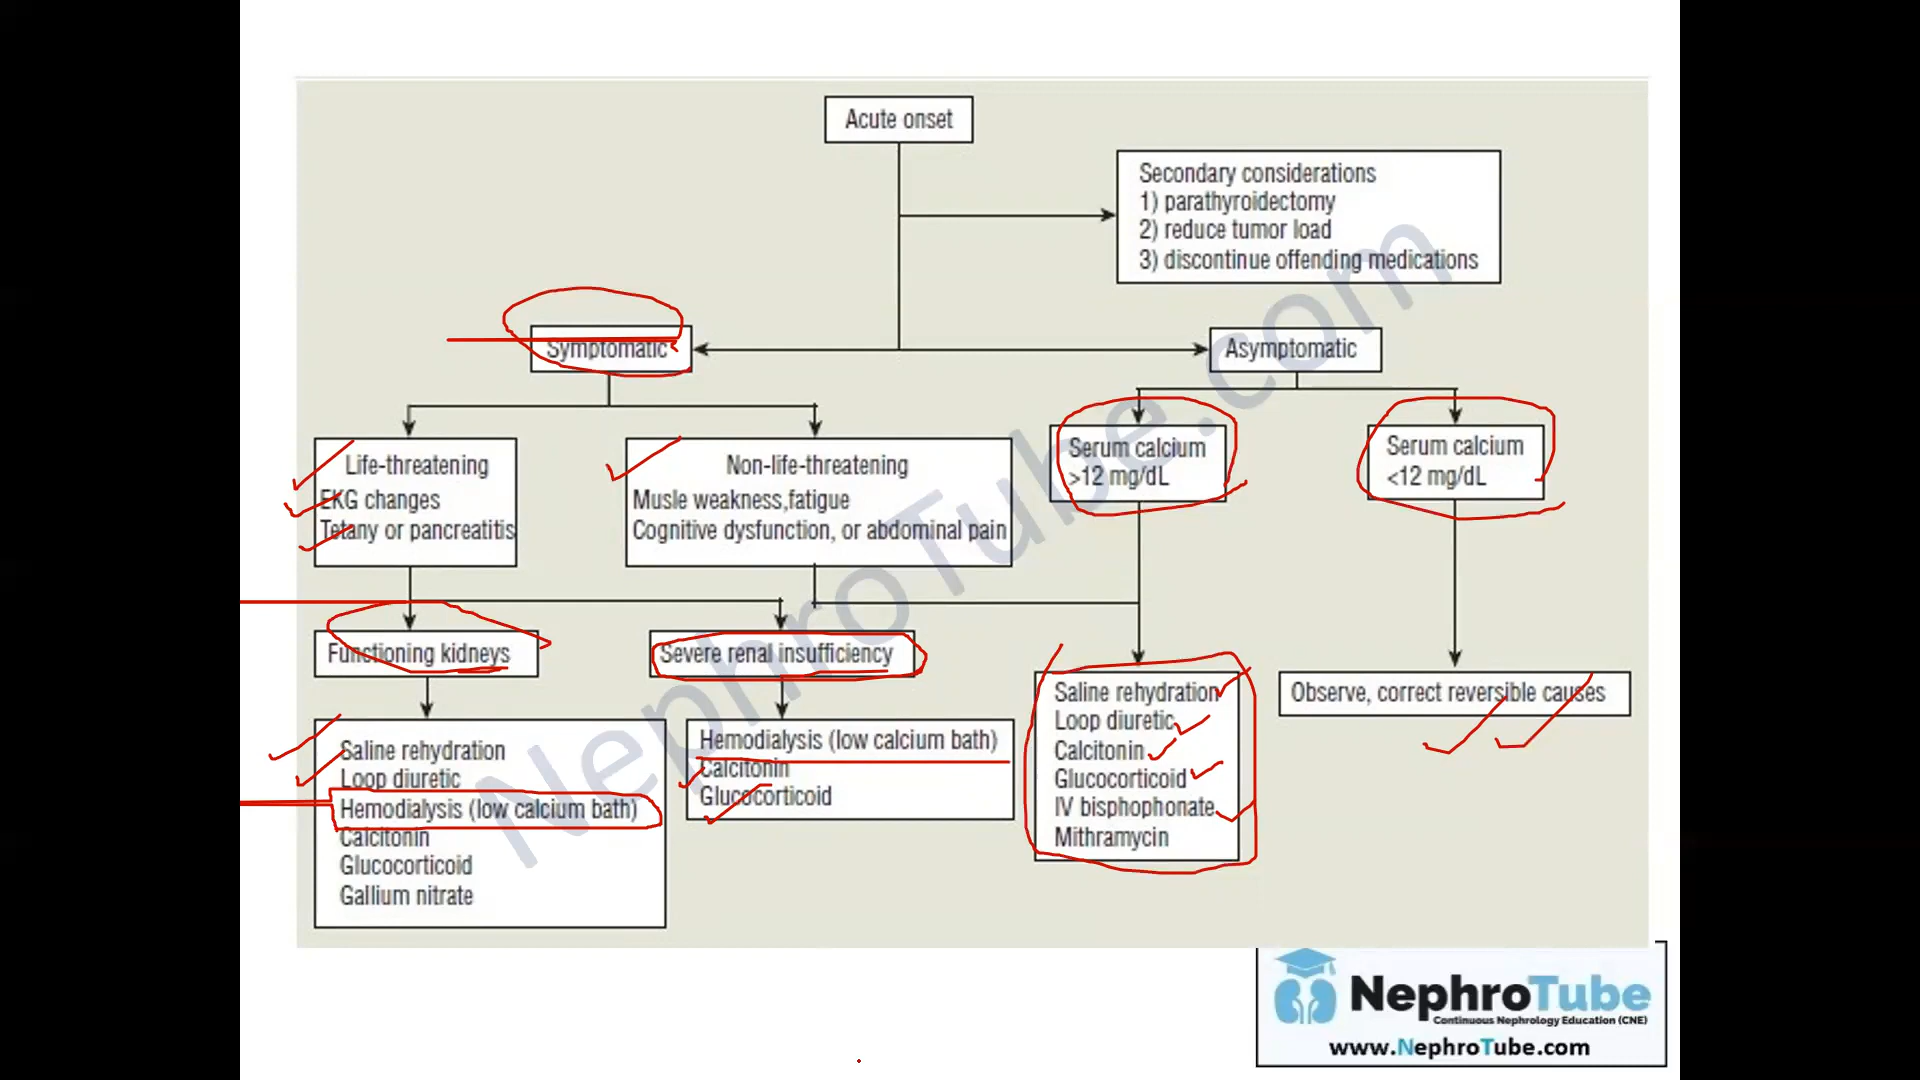 Acute onset
Secondary considerations
1) parathyroidectomy
2) reduce tumor load
3) discontinue offending medications
Symptomatic
Asymptomatic
Life-threatening
EKG changes
Tetany or pancreatitis
Non-life-threatening
Musle weakness,fatigue
Cognitive dysfunction, or abdominal pain
Serum calcium
>12 mg/dL
Serum calcium
<12 mg/dL
Functioning kidneys
Severe renal insufficiency
Saline rehydration
Loop diuretic
Hemodialysis (low calcium bath)
Calcitonin
Glucocorticoid
Gallium nitrate
Hemodialysis (low calcium bath)
Calcitonin
Glucocorticoid
Saline rehydration
Loop diuretic
Calcitonin
Glucocorticoid
IV bisphophonate
Mithramycin
Observe, correct reversible causes
NephroTube.com
NephroTube
Continuous Nephrology Education (CNE)
www.NephroTube.com